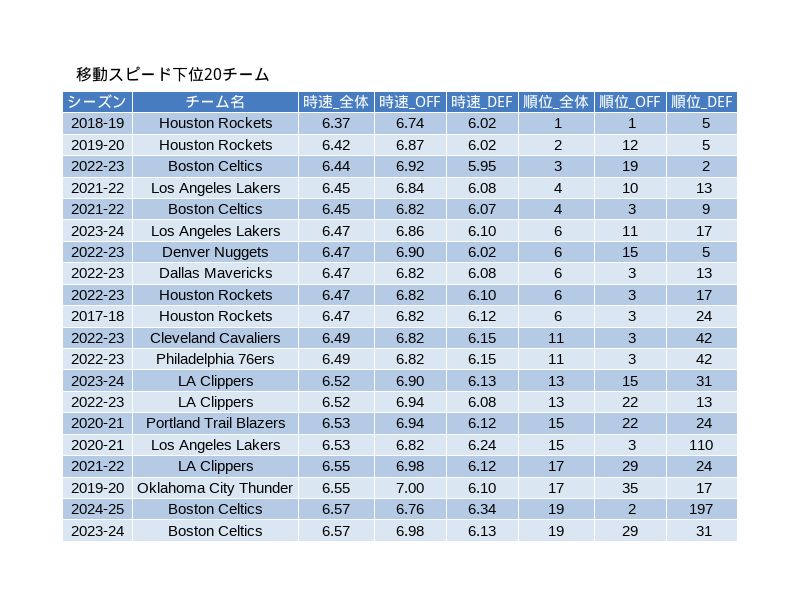 移動スピード下位20チーム
シーズン チーム名 時速_全体 時速_OFF 時速_DEF 順位_全体 順位_OFF 順位_DEF
2018-19 Houston Rockets 6.37 6.74 6.02 1 1 5
2019-20 Houston Rockets 6.42 6.87 6.02 2 12 5
2022-23 Boston Celtics 6.44 6.92 5.95 3 19 2
2021-22 Los Angeles Lakers 6.45 6.84 6.08 4 10 13
2021-22 Boston Celtics 6.45 6.82 6.07 4 3 9
2023-24 Los Angeles Lakers 6.47 6.86 6.10 6 11 17
2022-23 Denver Nuggets 6.47 6.90 6.02 6 15 5
2022-23 Dallas Mavericks 6.47 6.82 6.08 6 3 13
2022-23 Houston Rockets 6.47 6.82 6.10 6 3 17
2017-18 Houston Rockets 6.47 6.82 6.12 6 3 24
2022-23 Cleveland Cavaliers 6.49 6.82 6.15 11 3 42
2022-23 Philadelphia 76ers 6.49 6.82 6.15 11 3 42
2023-24 LA Clippers 6.52 6.90 6.13 13 15 31
2022-23 LA Clippers 6.52 6.94 6.08 13 22 13
2020-21 Portland Trail Blazers 6.53 6.94 6.12 15 22 24
2020-21 Los Angeles Lakers 6.53 6.82 6.24 15 3 110
2021-22 LA Clippers 6.55 6.98 6.12 17 29 24
2019-20 Oklahoma City Thunder 6.55 7.00 6.10 17 35 17
2024-25 Boston Celtics 6.57 6.76 6.34 19 2 197
2023-24 Boston Celtics 6.57 6.98 6.13 19 29 31